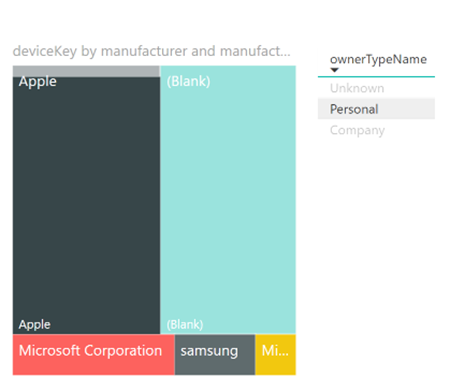 deviceKey by manufacturer and manufact...
ownerTypeName
Unknown
Personal
Company
Apple
(Blank)
Apple
(Blank)
Microsoft Corporation
samsung
Mi...